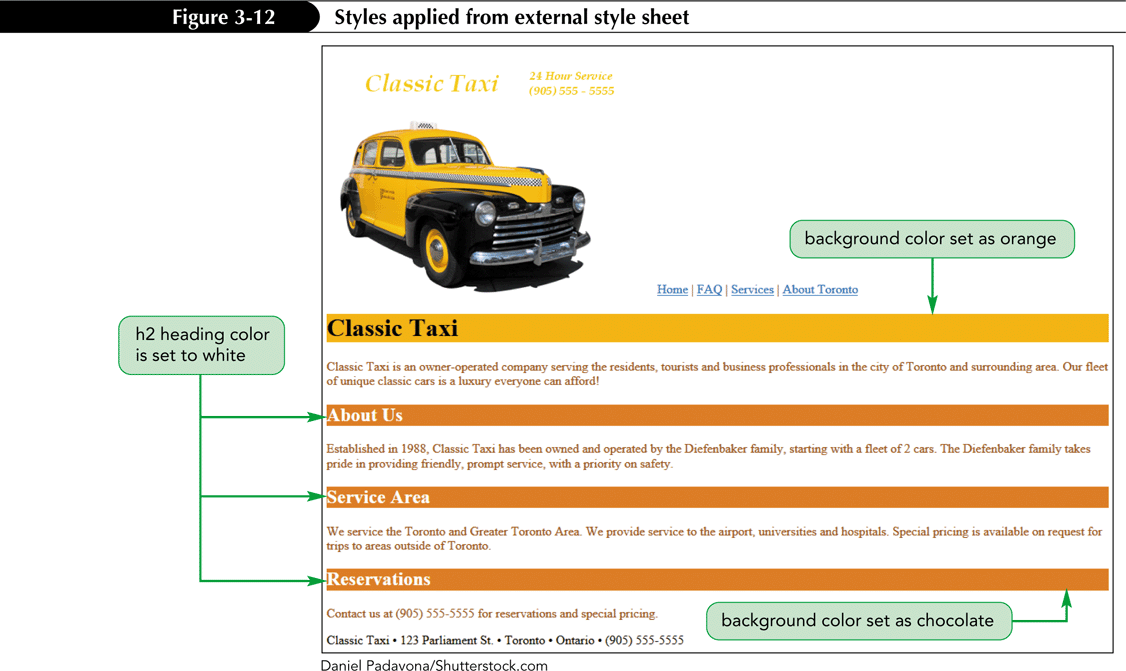 Figure 3-12 Styles applied from external style sheet
Classic Taxi
24 Hour Service
(905) 555 - 5555
background color set as orange
Home | FAQ | Services | About Toronto
h2 heading color
is set to white
Classic Taxi
Classic Taxi is an owner-operated company serving the residents, tourists and business professionals in the city of Toronto and surrounding area. Our fleet
of unique classic cars is a luxury everyone can afford!
About Us
Established in 1988, Classic Taxi has been owned and operated by the Diefenbaker family, starting with a fleet of 2 cars. The Diefenbaker family takes
pride in providing friendly, prompt service, with a priority on safety.
Service Area
We service the Toronto and Greater Toronto Area. We provide service to the airport, universities and hospitals. Special pricing is available on request for
trips to areas outside of Toronto.
Reservations
Contact us at (905) 555-5555 for reservations and special pricing.
background color set as chocolate
Classic Taxi • 123 Parliament St. • Toronto • Ontario • (905) 555-5555
Daniel Padavona/Shutterstock.com